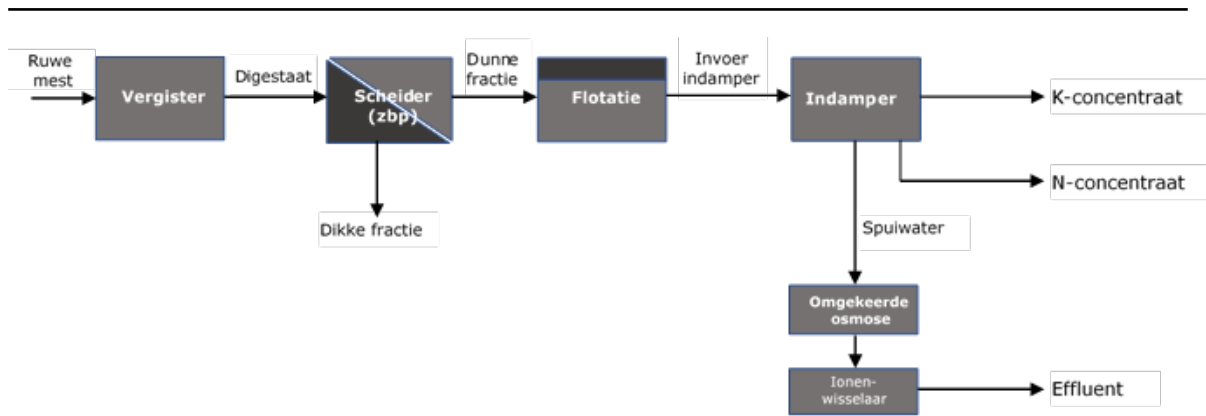 Ruwe
mest
Vergister
Digestaat
Scheider
(zbp)
Dunne
fractie
Flotatie
Invoer
indamper
Indamper
K-concentraat
N-concentraat
Dikke fractie
Spuiwater
Omgekeerde
osmose
Ionen-
wisselaar
Effluent